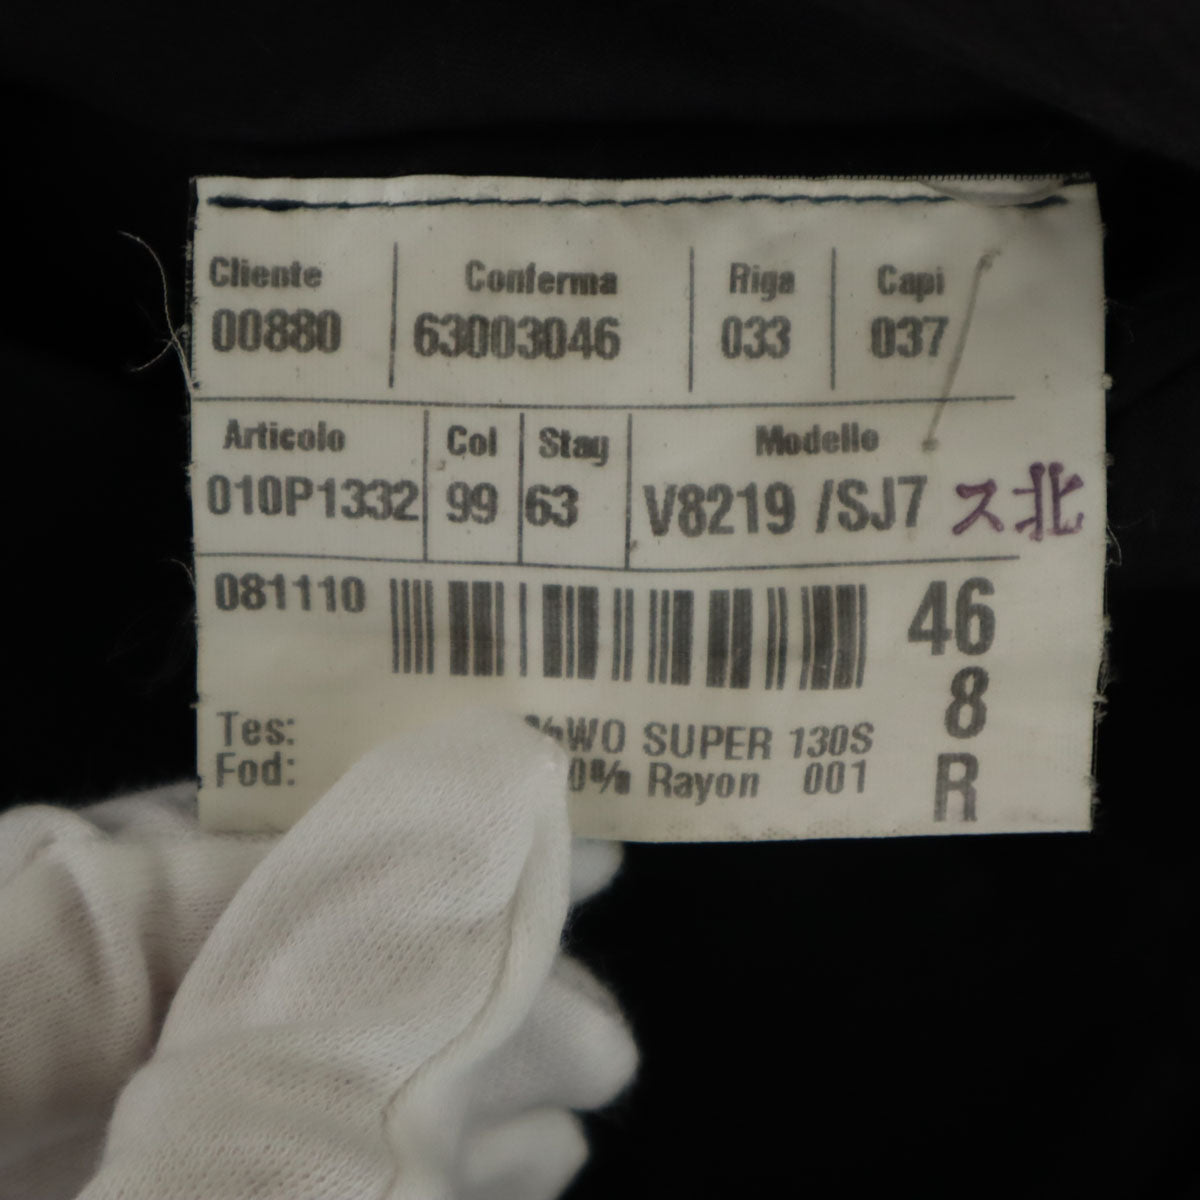 Cliente Conferma Riga Capi
00880 63003046 033 037
Articolo Col Stag Modello
010P1332 99 63 V8219 /SJ7 ス北
081110 46
8
R
Tes: %WO SUPER 130S
Fod: 0% Rayon 001